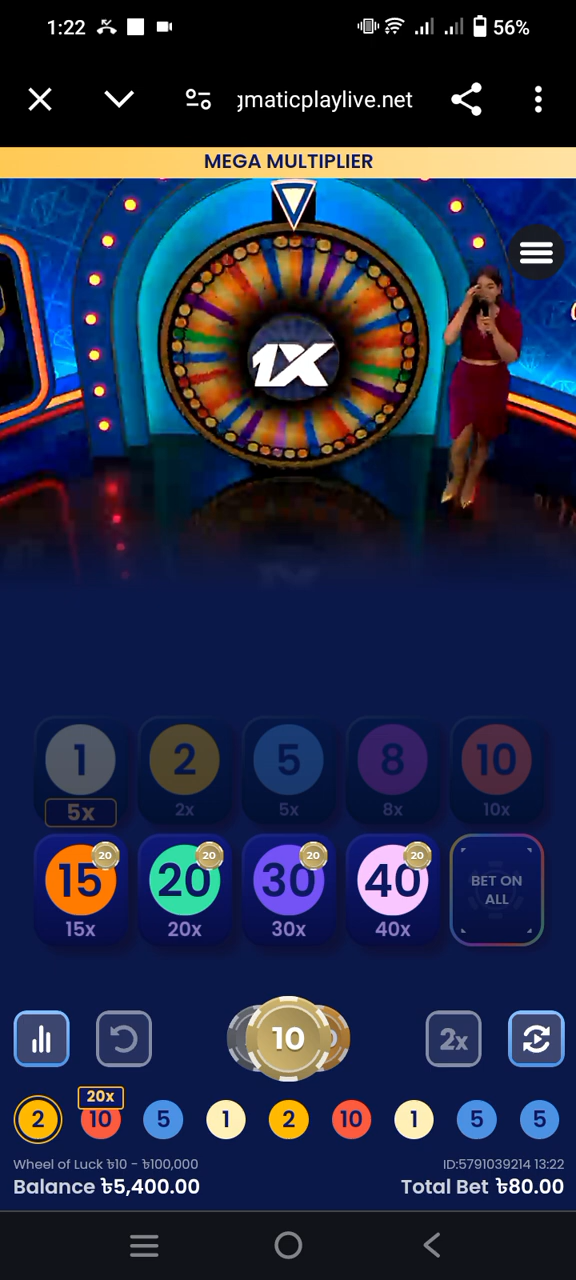 1:22 56%
gmaticplaylive.net
MEGA MULTIPLIER
1X
1 2 5 8 10
5x 2x 5x 8x 10x
20 20 20 20
15 20 30 40 BET ON ALL
15x 20x 30x 40x
10 2x
20x
2 10 5 1 2 10 1 5 5
Wheel of Luck ৳10 - ৳100,000 ID:5791039214 13:22
Balance ৳5,400.00 Total Bet ৳80.00